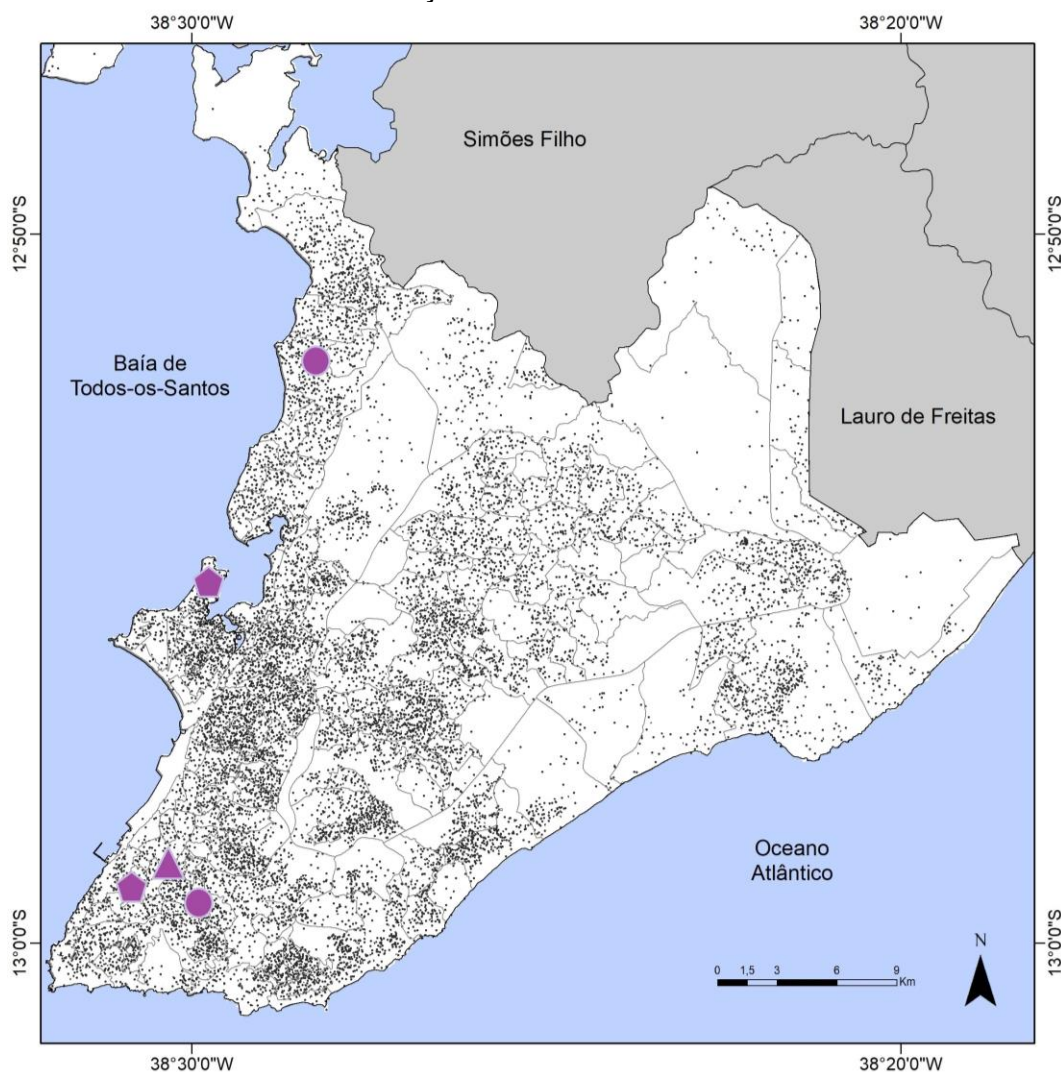 38°30'0"W
38°20'0"W
Simões Filho
12°50'0"S
12°50'0"S
Baía de
Todos-os-Santos
Lauro de Freitas
Oceano
Atlântico
13°0'0"S
13°0'0"S
N
0 1,5 3 6 9
Km
38°30'0"W
38°20'0"W